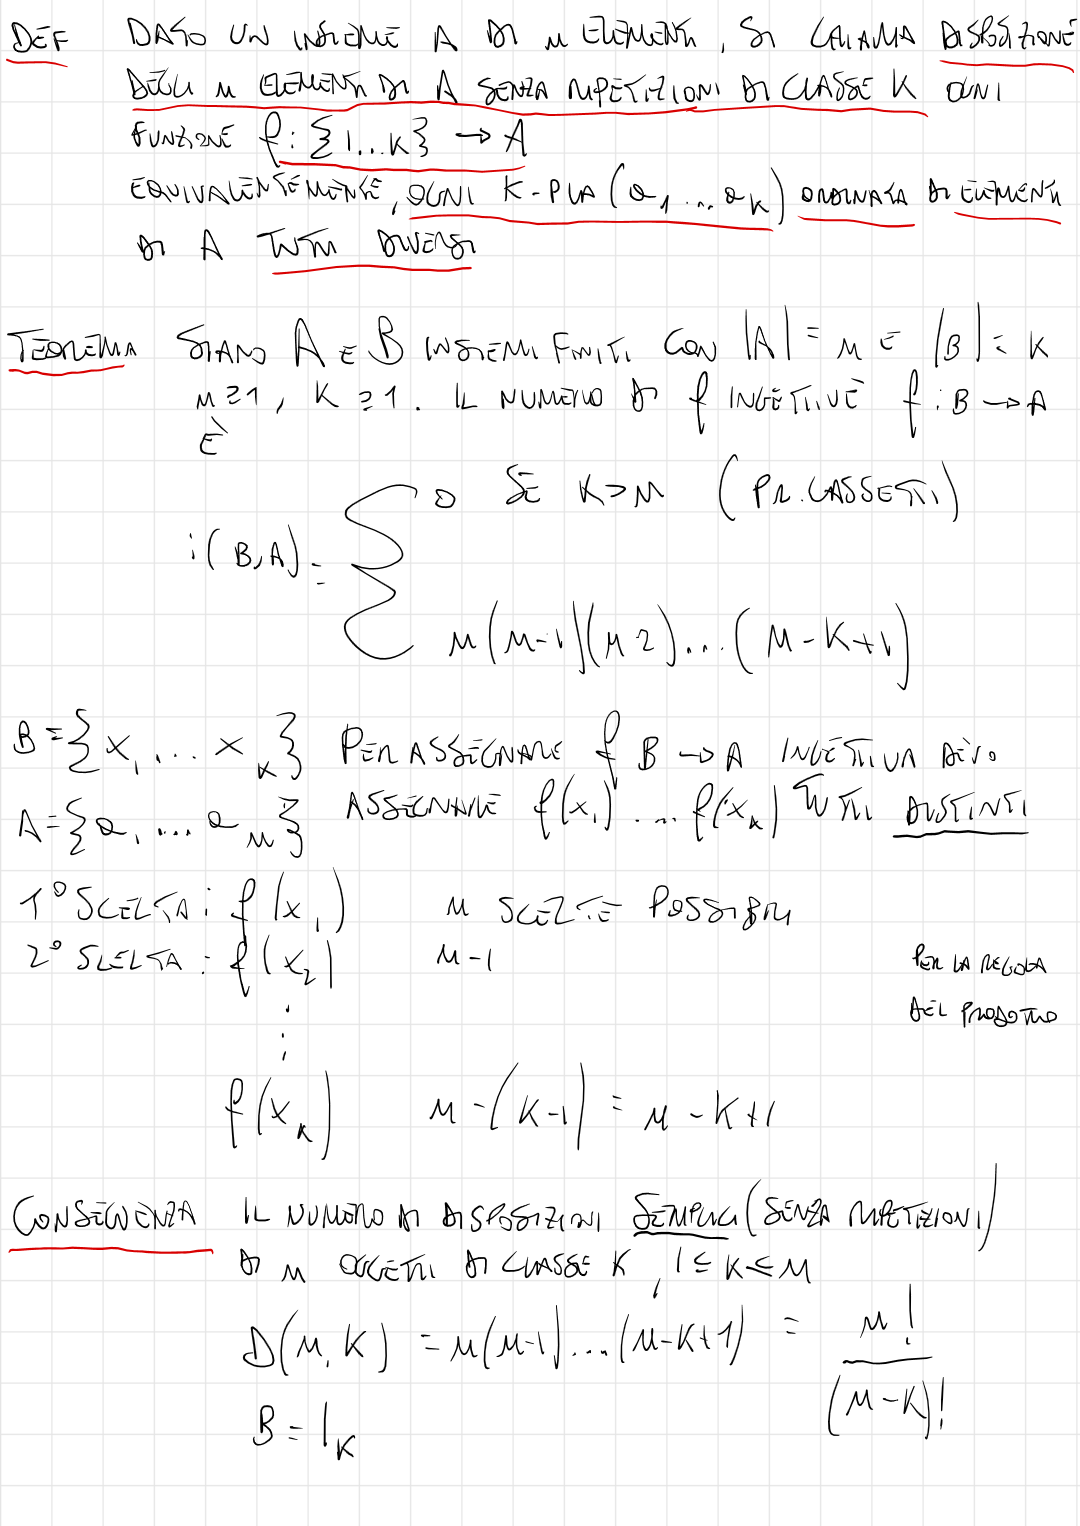 DEF DATO UN INSIEME A DI n ELEMENTI, SI CHIAMA DISPOSIZIONE
DEGLI n ELEMENTI DI A SENZA RIPETIZIONI DI CLASSE K OGNI
FUNZIONE f: {1...K} → A
EQUIVALENTEMENTE, OGNI K-PLA (a₁ ... aₖ) ORDINATA DI ELEMENTI
DI A TUTTI DIVERSI
TEOREMA SIANO A E B INSIEMI FINITI CON |A| = n E |B| = K
n ≥ 1, K ≥ 1. IL NUMERO DI f INIETTIVE f: B → A
È
0 SE K > n (PR. CASSETTI)
i(B,A) =
n(n-1)(n-2)...(n-K+1)
B = {x₁ ... xₖ} PER ASSEGNARE f B → A INIETTIVA DEVO
A = {a₁ ... aₙ} ASSEGNARE f(x₁) ... f(xₖ) TUTTI DISTINTI
1° SCELTA : f(x₁) n SCELTE POSSIBILI
2° SCELTA : f(x₂) n-1 PER LA REGOLA
DEL PRODOTTO
⋮
f(xₖ) n-(K-1) = n-K+1
CONSEGUENZA IL NUMERO DI DISPOSIZIONI SEMPLICI (SENZA RIPETIZIONI)
DI n OGGETTI DI CLASSE K, 1 ≤ K ≤ n
D(n, K) = n(n-1)...(n-K+1) = n! / (n-K)!
B = Iₖ